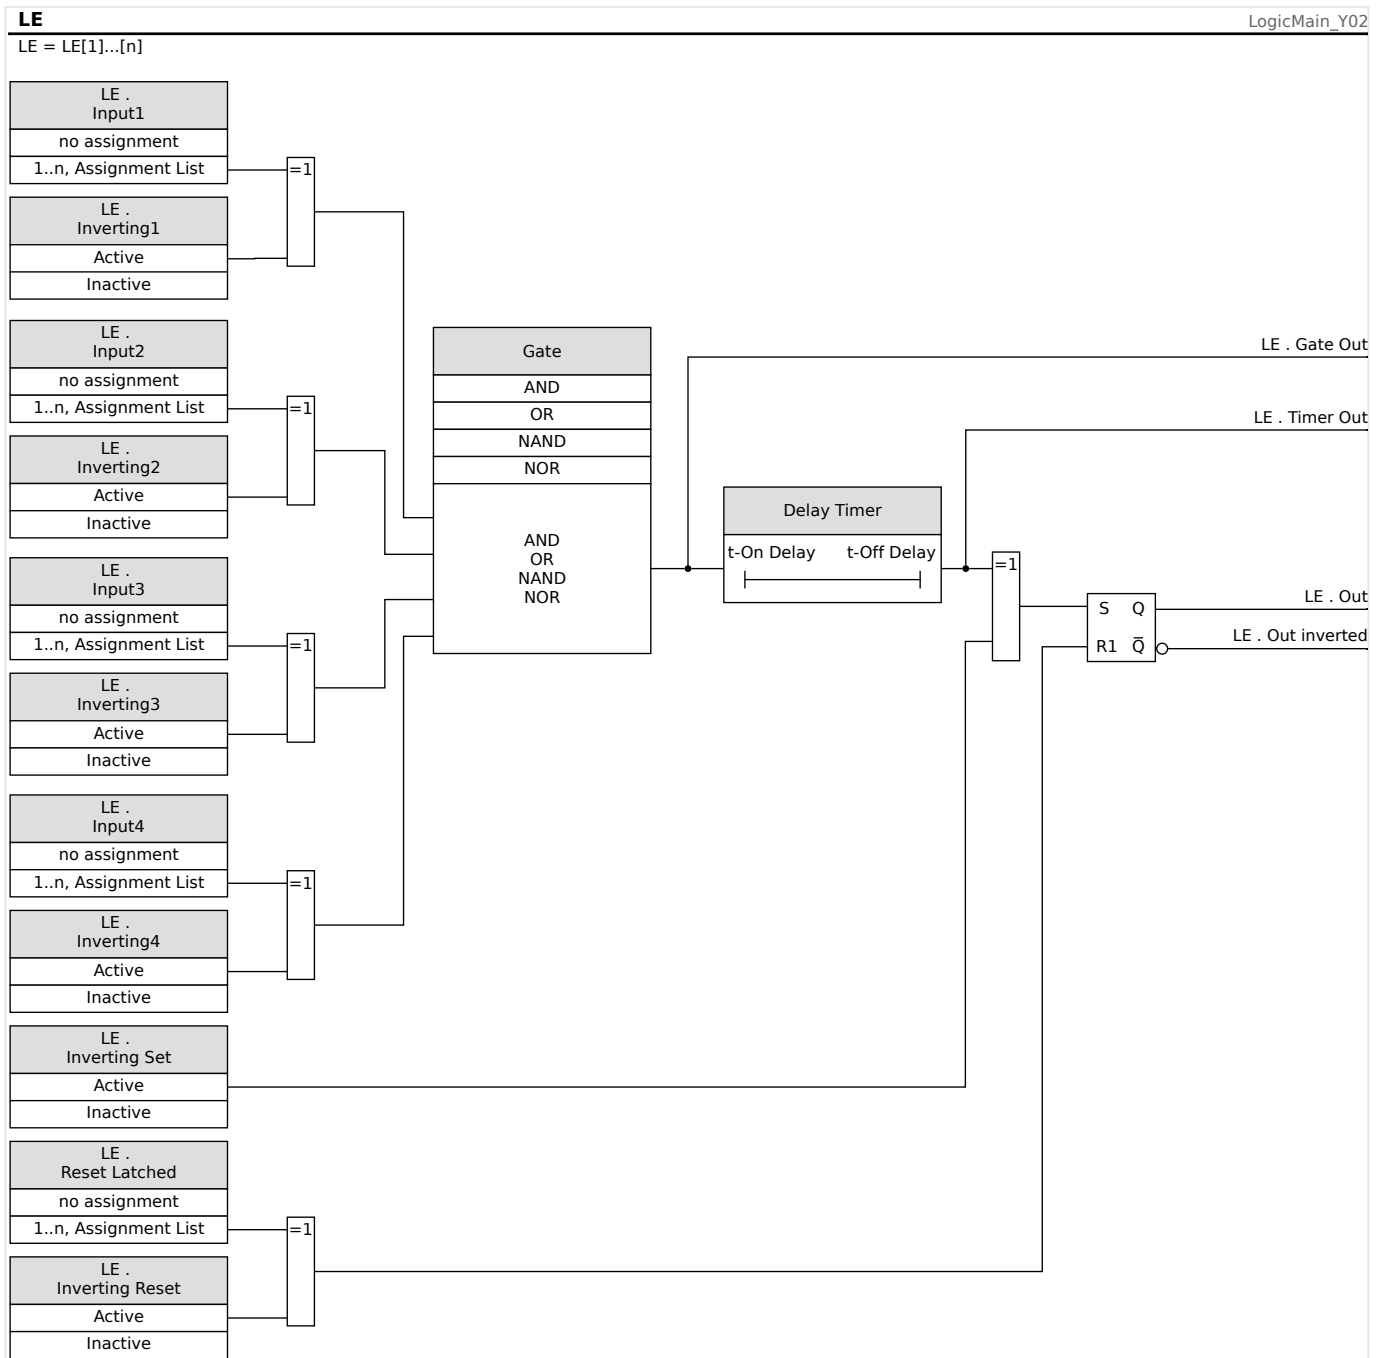 LE
LogicMain_Y02
LE = LE[1]...[n]
LE .
Input1
no assignment
1..n, Assignment List
=1
LE .
Inverting1
Active
Inactive
LE .
Input2
no assignment
1..n, Assignment List
=1
LE .
Inverting2
Active
Inactive
LE .
Input3
no assignment
1..n, Assignment List
=1
LE .
Inverting3
Active
Inactive
LE .
Input4
no assignment
1..n, Assignment List
=1
LE .
Inverting4
Active
Inactive
LE .
Inverting Set
Active
Inactive
LE .
Reset Latched
no assignment
1..n, Assignment List
=1
LE .
Inverting Reset
Active
Inactive
Gate
AND
OR
NAND
NOR
AND
OR
NAND
NOR
Delay Timer
t-On Delay t-Off Delay
=1
S Q
R1 Q̅
LE . Gate Out
LE . Timer Out
LE . Out
LE . Out inverted